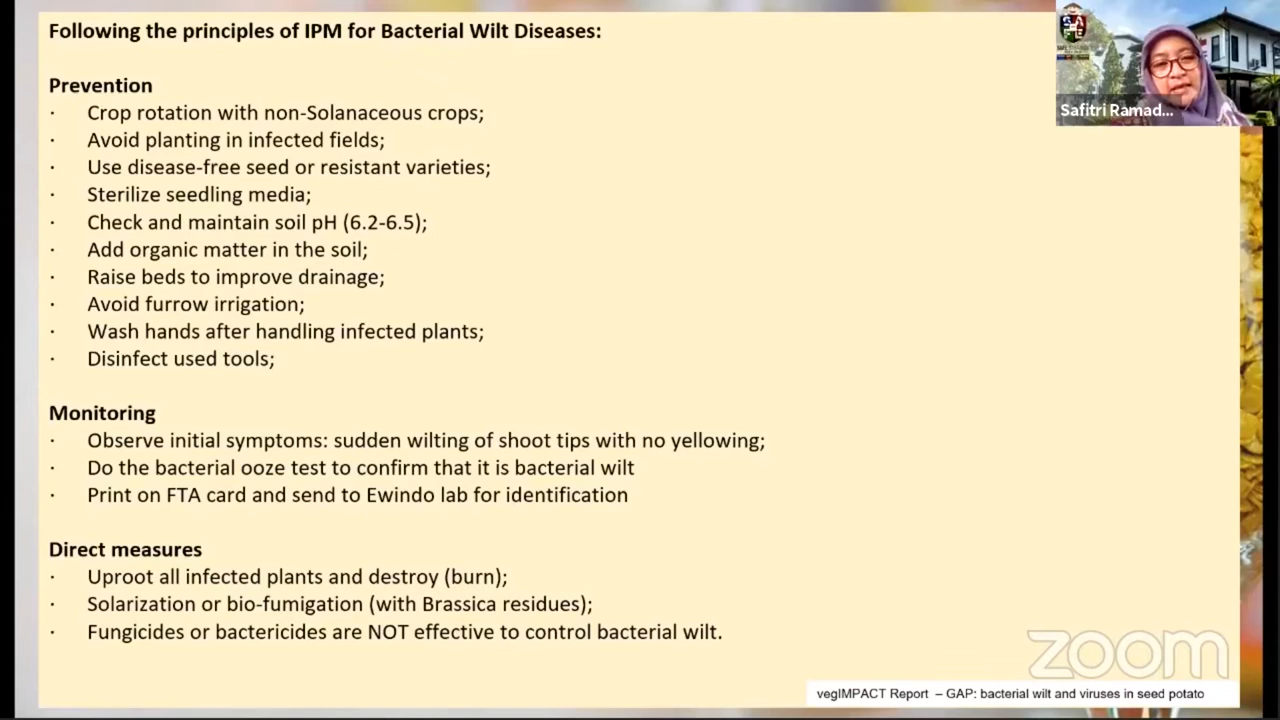 Following the principles of IPM for Bacterial Wilt Diseases:
Prevention
· Crop rotation with non-Solanaceous crops;
· Avoid planting in infected fields;
· Use disease-free seed or resistant varieties;
· Sterilize seedling media;
· Check and maintain soil pH (6.2-6.5);
· Add organic matter in the soil;
· Raise beds to improve drainage;
· Avoid furrow irrigation;
· Wash hands after handling infected plants;
· Disinfect used tools;
Monitoring
· Observe initial symptoms: sudden wilting of shoot tips with no yellowing;
· Do the bacterial ooze test to confirm that it is bacterial wilt
· Print on FTA card and send to Ewindo lab for identification
Direct measures
· Uproot all infected plants and destroy (burn);
· Solarization or bio-fumigation (with Brassica residues);
· Fungicides or bactericides are NOT effective to control bacterial wilt.
vegIMPACT Report – GAP: bacterial wilt and viruses in seed potato
Safitri Ramad...
zoom